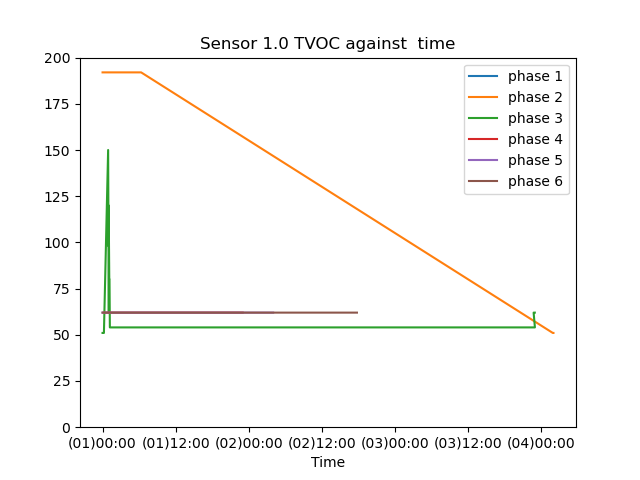 Sensor 1.0 TVOC against  time
200
175
150
125
100
75
50
25
0
phase 1
phase 2
phase 3
phase 4
phase 5
phase 6
(01)00:00 (01)12:00 (02)00:00 (02)12:00 (03)00:00 (03)12:00 (04)00:00
Time